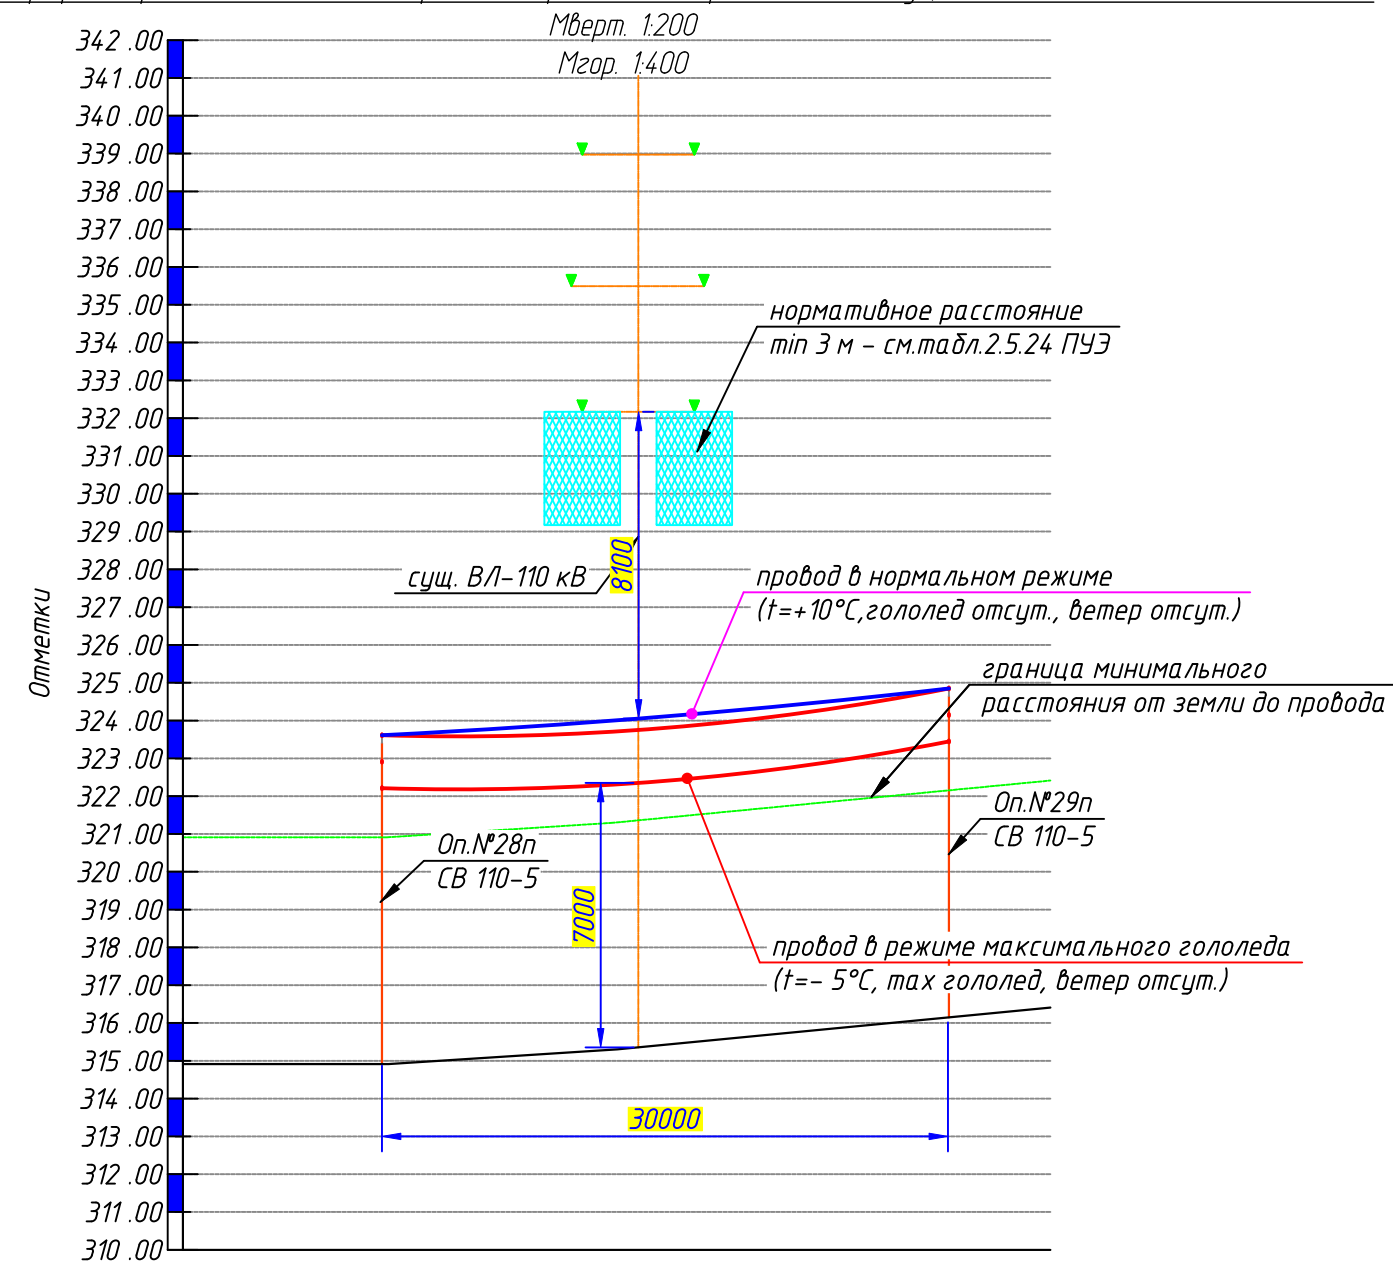 Мверт. 1:200
Мгор. 1:400
342 .00
341 .00
340 .00
339 .00
338 .00
337 .00
336 .00
335 .00
334 .00
333 .00
332 .00
331 .00
330 .00
329 .00
328 .00
327 .00
326 .00
325 .00
324 .00
323 .00
322 .00
321 .00
320 .00
319 .00
318 .00
317 .00
316 .00
315 .00
314 .00
313 .00
312 .00
311 .00
310 .00
Отметки
нормативное расстояние
min 3 м - см.табл.2.5.24 ПУЭ
сущ. ВЛ-110 кВ
8100
провод в нормальном режиме
(t=+10°С,гололед отсут., ветер отсут.)
граница минимального
расстояния от земли до провода
Оп.№29п
СВ 110-5
Оп.№28п
СВ 110-5
7000
провод в режиме максимального гололеда
(t=- 5°С, max гололед, ветер отсут.)
30000